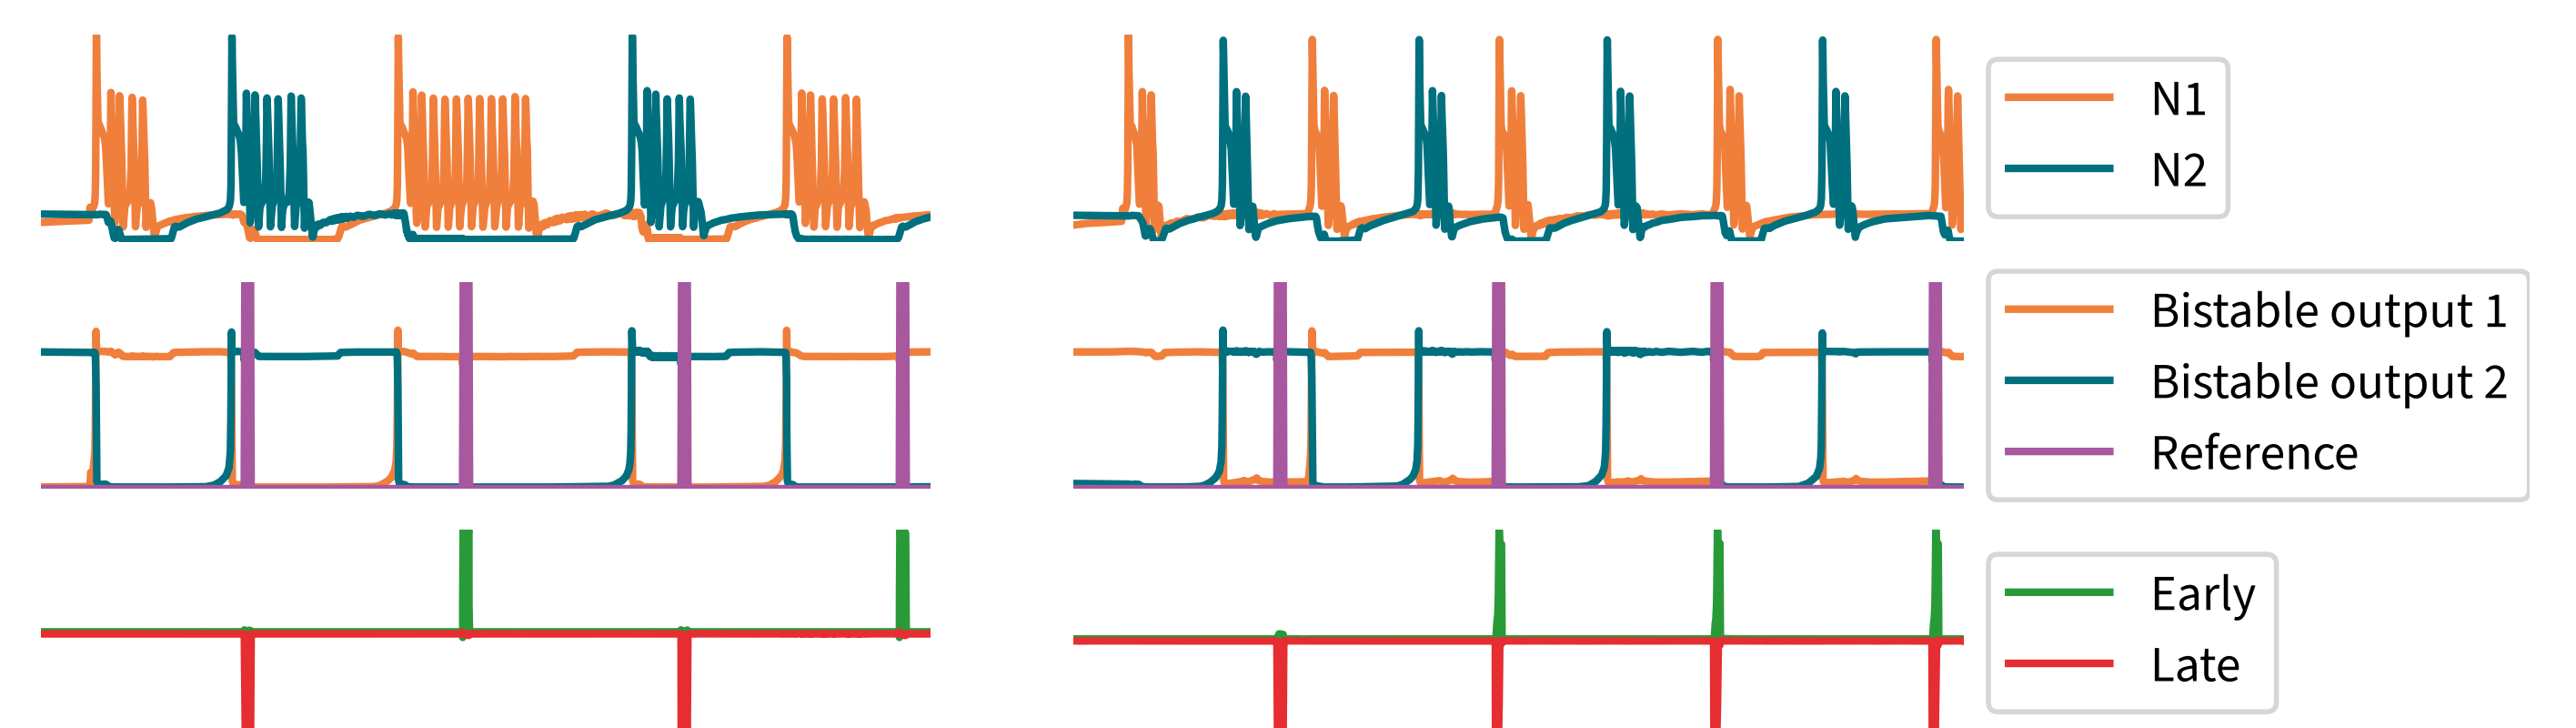 N1
N2
Bistable output 1
Bistable output 2
Reference
Early
Late